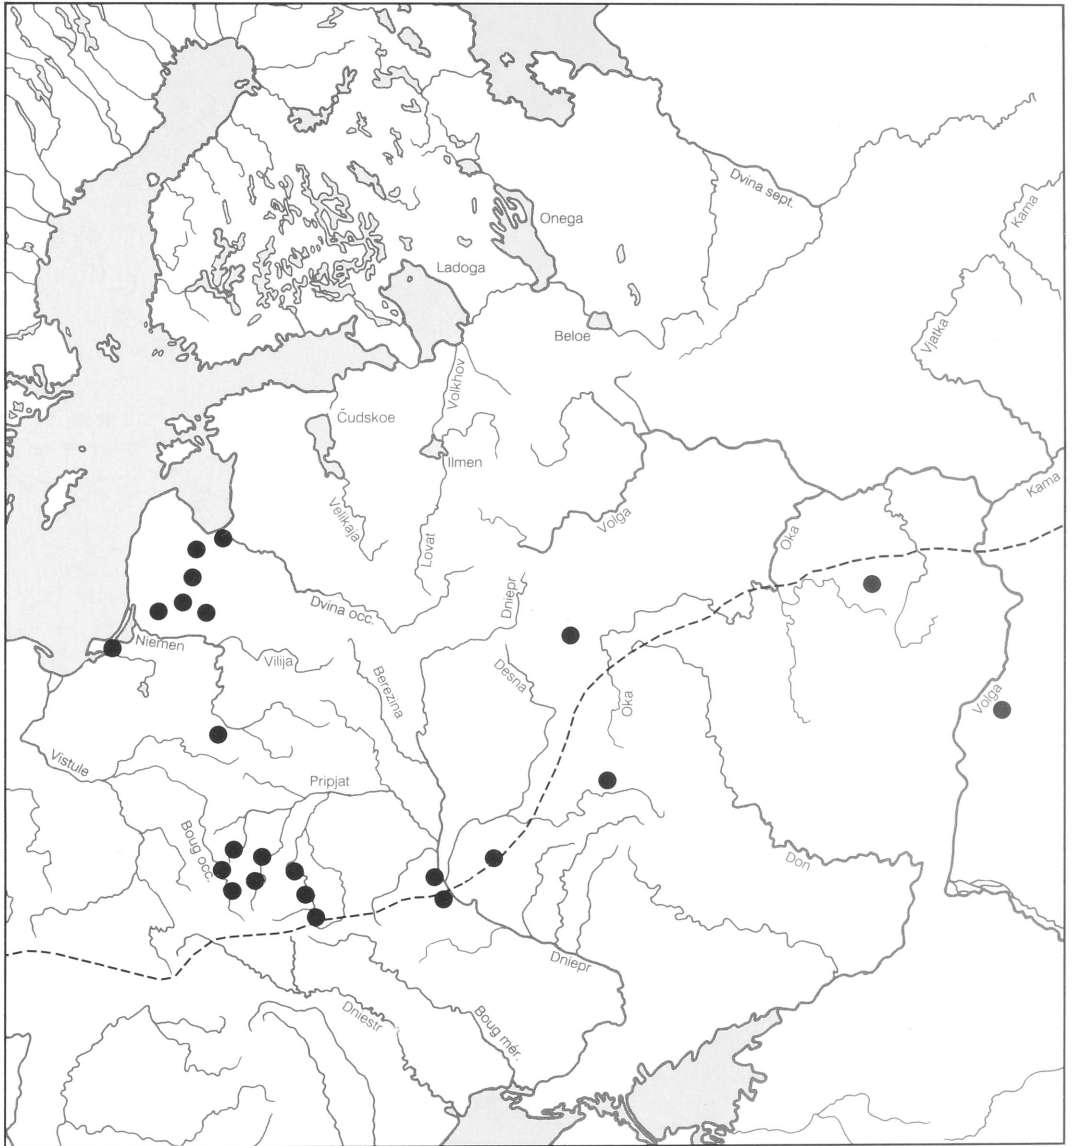 Dvina sept.
Kama
Onega
Ladoga
Vjatka
Beloe
Volkhov
Čudskoe
Ilmen
Kama
Velikaja
Volga
Oka
Lovat
Dniepr
Dvina occ.
Niemen
Vilija
Berezina
Desna
Oka
Volga
Vistule
Pripjat
Boug occ.
Don
Dniepr
Dniestr
Boug mér.